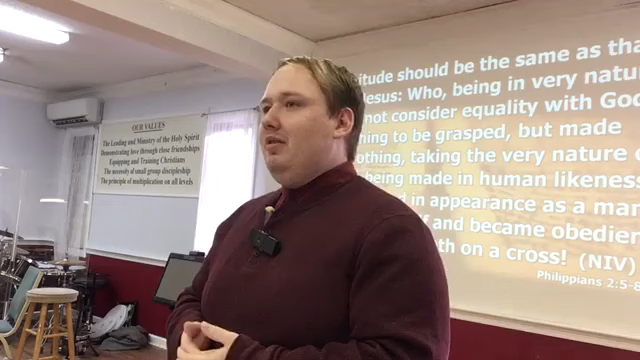 OUR VALUES
The Leading and Ministry of the Holy Spirit
Demonstrating love through close friendships
Equipping and Training Christians
The necessity of small group discipleship
The principle of multiplication on all levels
itude should be the same as tha
Jesus: Who, being in very natur
not consider equality with God
hing to be grasped, but made
othing, taking the very nature o
being made in human likeness
d in appearance as a man
f and became obedien
th on a cross! (NIV)
Philippians 2:5-8